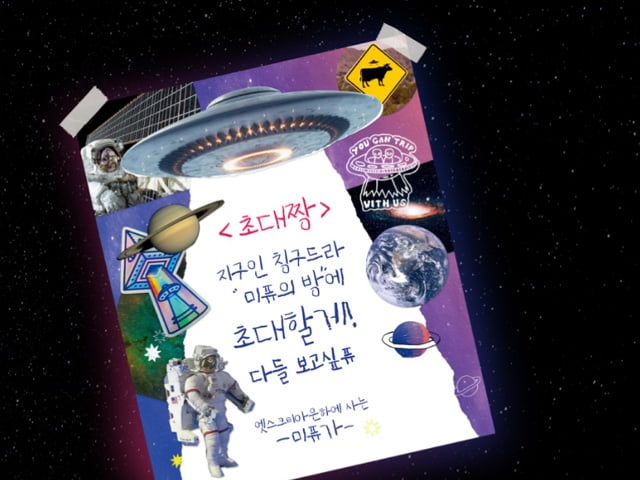 YOU CAN TRIP
WITH US
<초대짱>
지구인 칭구드라
"미퓨의 방"에
초대할게!
다들 보고싶퓨
엣스크티아은하에 사는
-미퓨가-